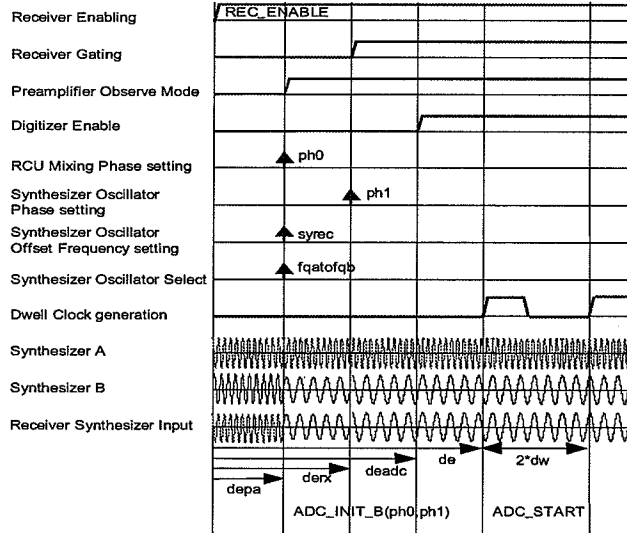 Receiver Enabling
REC_ENABLE
Receiver Gating
Preamplifier Observe Mode
Digitizer Enable
RCU Mixing Phase setting
ph0
Synthesizer Oscillator
Phase setting
ph1
Synthesizer Oscillator
Offset Frequency setting
syrec
Synthesizer Oscillator Select
fqatofqb
Dwell Clock generation
Synthesizer A
Synthesizer B
Receiver Synthesizer Input
depa
derx
deadc
de
2*dw
ADC_INIT_B(ph0,ph1)
ADC_START